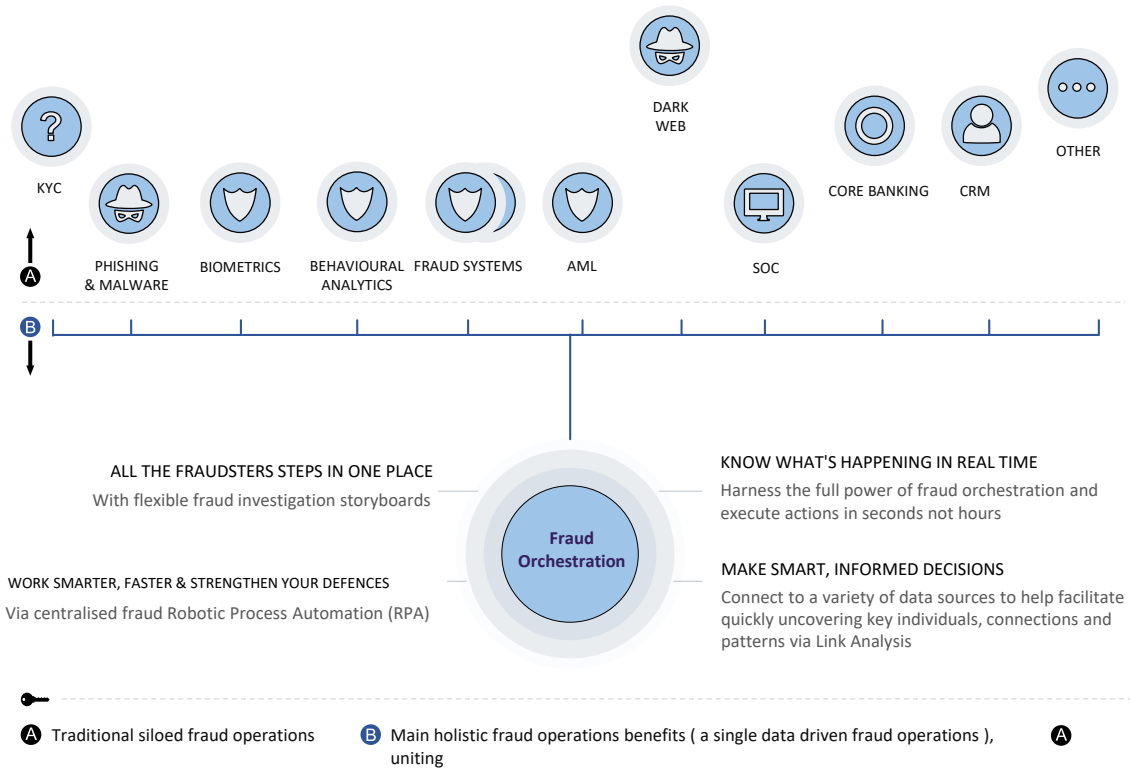 DARK
WEB
OTHER
KYC
CORE BANKING
CRM
PHISHING
& MALWARE
BIOMETRICS
BEHAVIOURAL
ANALYTICS
FRAUD SYSTEMS
AML
SOC
A
B
ALL THE FRAUDSTERS STEPS IN ONE PLACE
With flexible fraud investigation storyboards
WORK SMARTER, FASTER & STRENGTHEN YOUR DEFENCES
Via centralised fraud Robotic Process Automation (RPA)
Fraud
Orchestration
KNOW WHAT'S HAPPENING IN REAL TIME
Harness the full power of fraud orchestration and
execute actions in seconds not hours
MAKE SMART, INFORMED DECISIONS
Connect to a variety of data sources to help facilitate
quickly uncovering key individuals, connections and
patterns via Link Analysis
A Traditional siloed fraud operations
B Main holistic fraud operations benefits ( a single data driven fraud operations ),
uniting
A